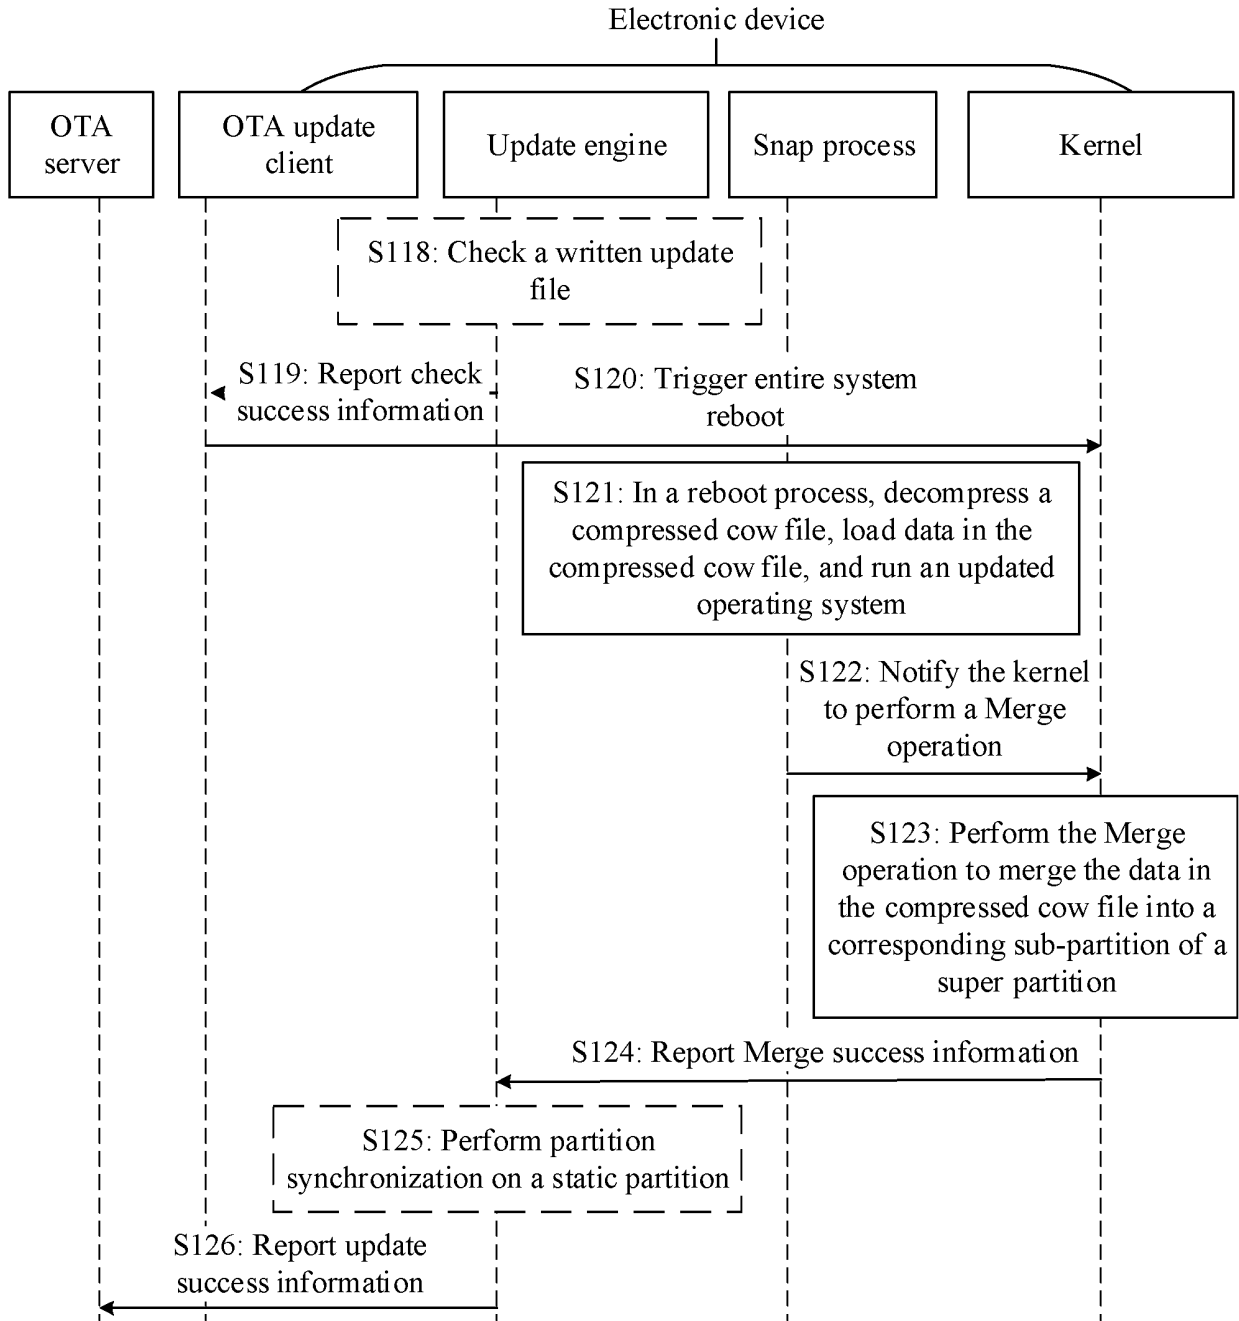 Electronic device
OTA
server
OTA update
client
Update engine
Snap process
Kernel
S118: Check a written update
file
S119: Report check
success information
S120: Trigger entire system
reboot
S121: In a reboot process, decompress a
compressed cow file, load data in the
compressed cow file, and run an updated
operating system
S122: Notify the kernel
to perform a Merge
operation
S123: Perform the Merge
operation to merge the data in
the compressed cow file into a
corresponding sub-partition of a
super partition
S124: Report Merge success information
S125: Perform partition
synchronization on a static partition
S126: Report update
success information